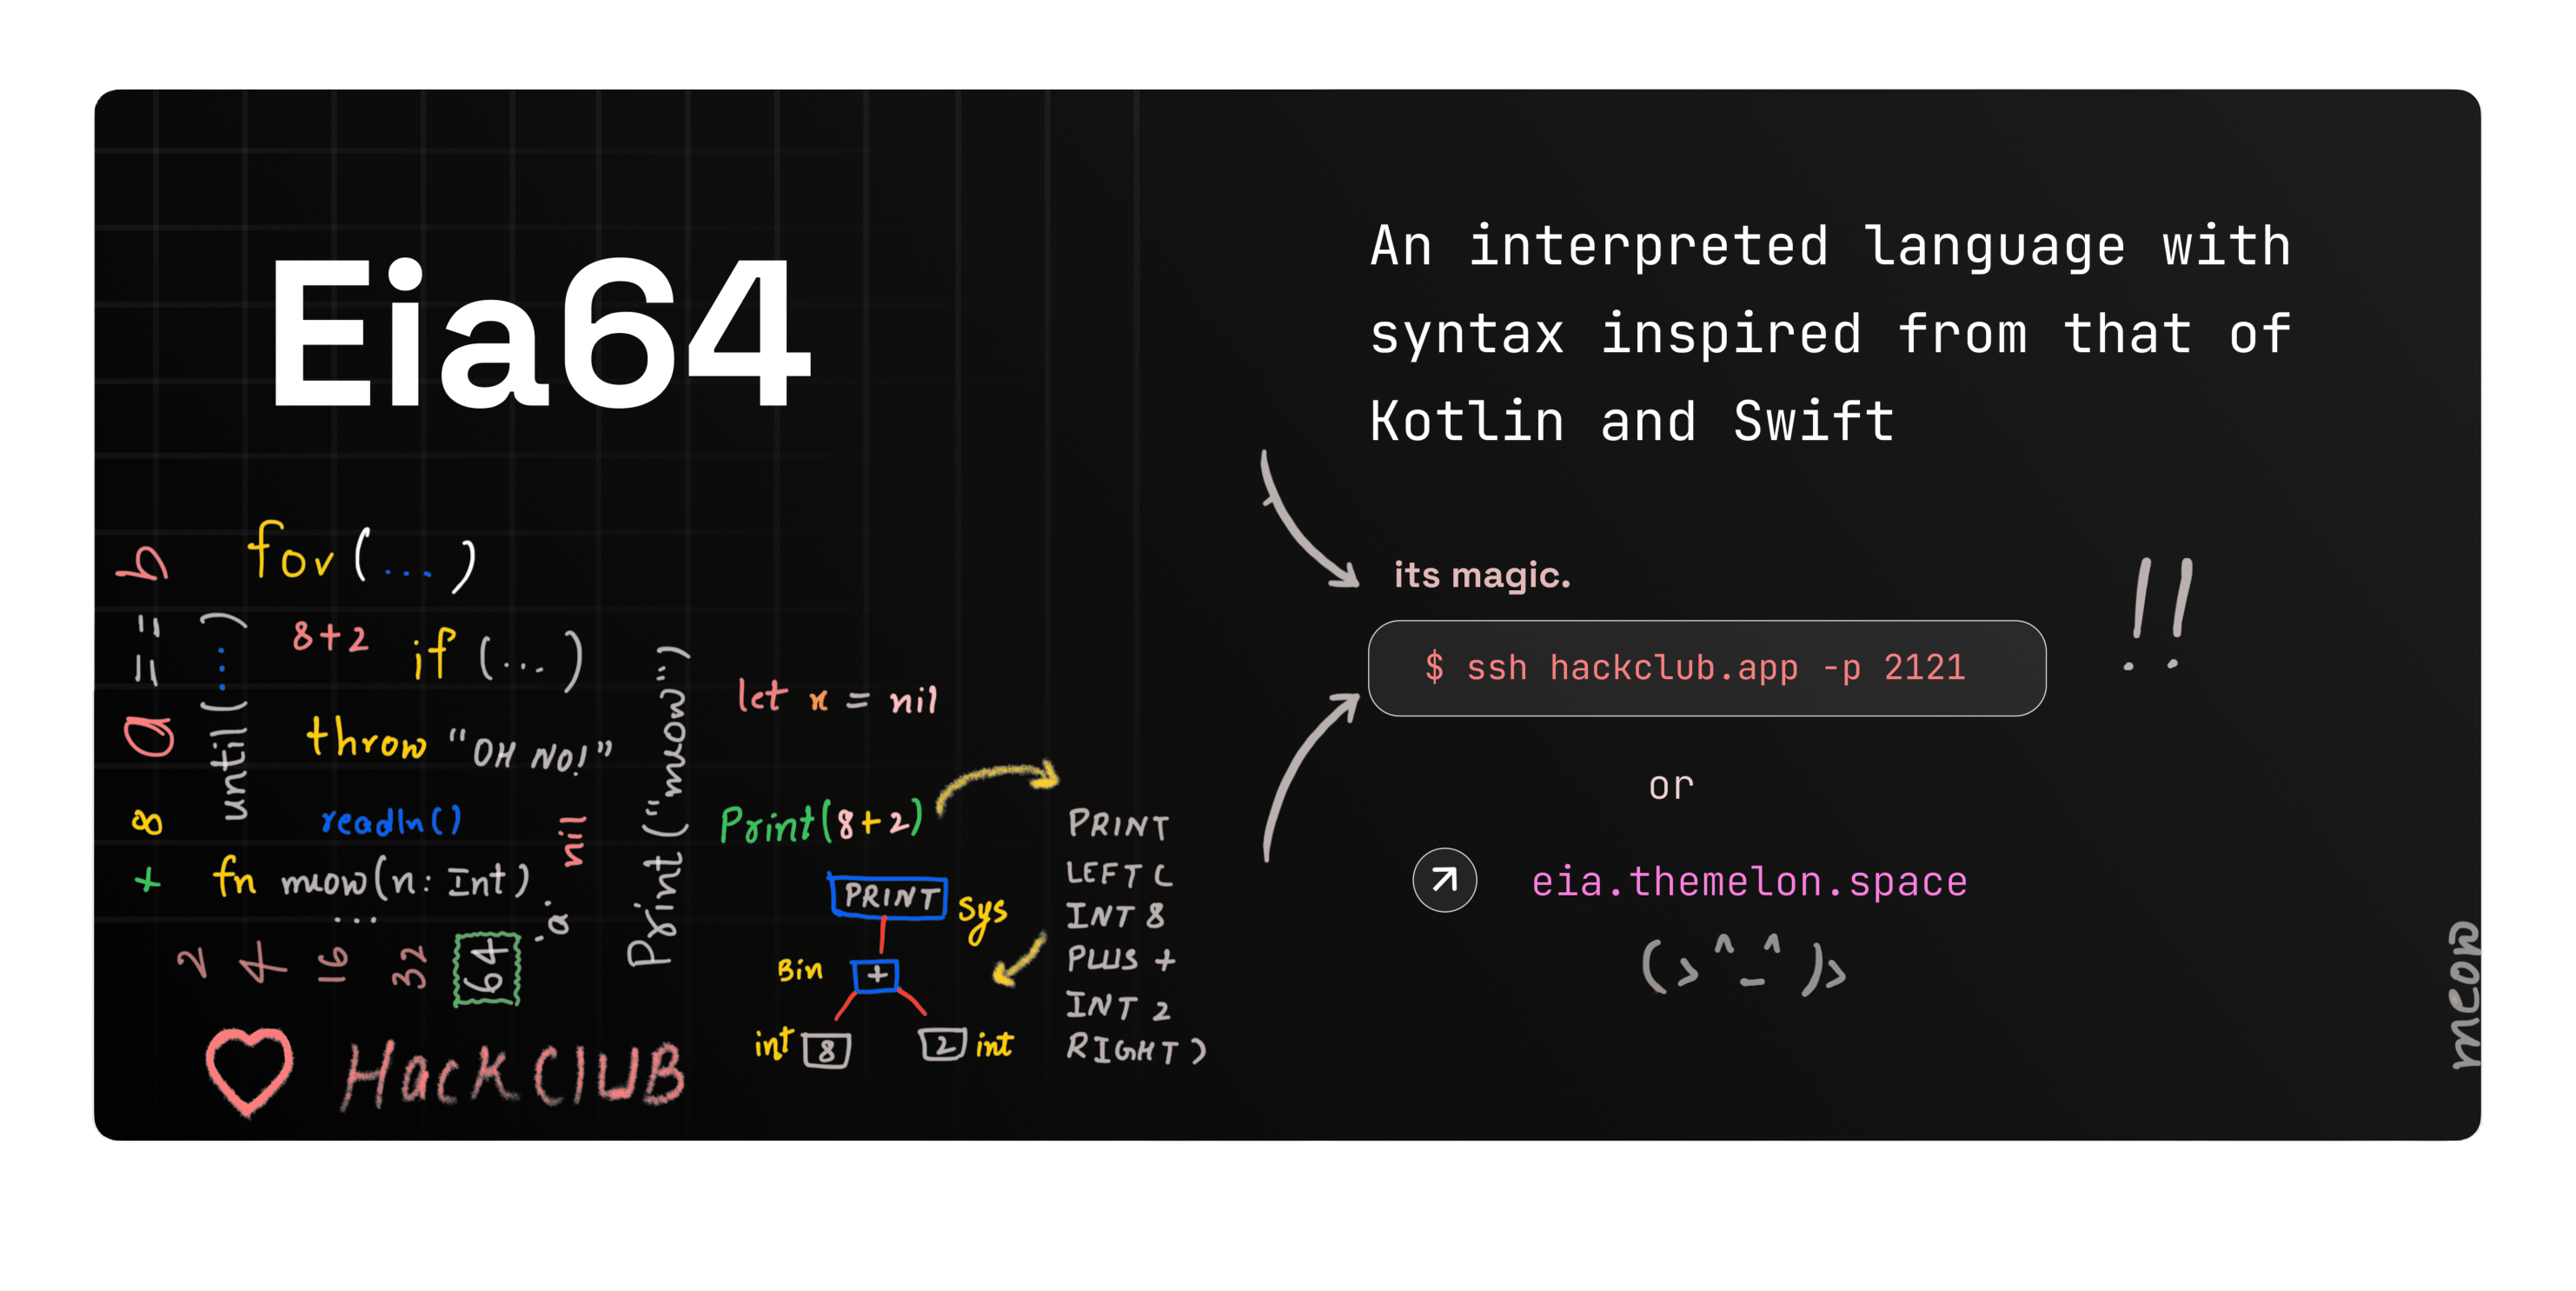 Eia64
for(...)
a == b
until(...)
8+2
if (...)
throw "OH NO!"
readln()
nil
∞
+
fn meow(n: Int)
...
'a'
2 4 16 32 64
Print("meow")
♡ HackClub
let x = nil
Print(8+2)
PRINT
LEFT (
INT 8
PLUS +
INT 2
RIGHT )
PRINT sys
Bin +
int 8 2 int
An interpreted language with
syntax inspired from that of
Kotlin and Swift
its magic.
$ ssh hackclub.app -p 2121
!!
or
eia.themelon.space
(>^_^)>
meow